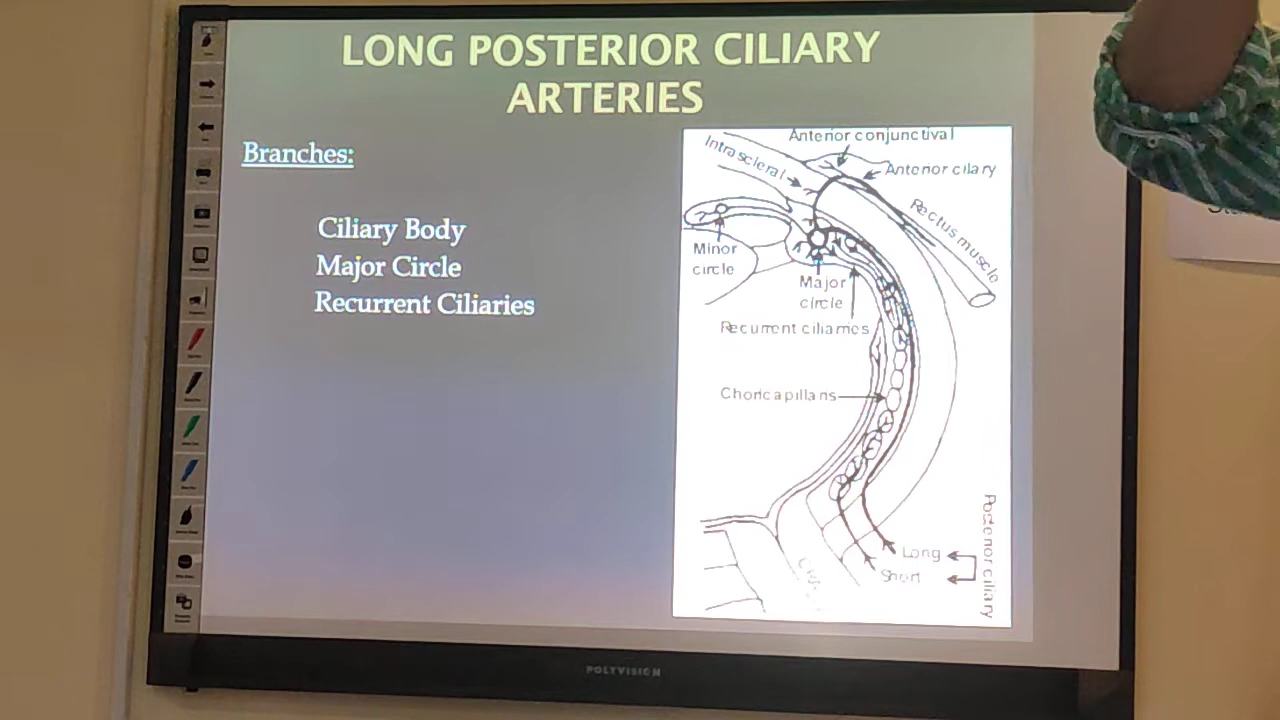 LONG POSTERIOR CILIARY
ARTERIES
Branches:
Ciliary Body
Major Circle
Recurrent Ciliaries
Anterior conjunctival
Intrascleral
Anterior cilary
Rectus muscle
Minor
circle
Major
circle
Recurrent ciliaries
Choricapillaris
Long
Short
Posterior ciliary
POLYVISION